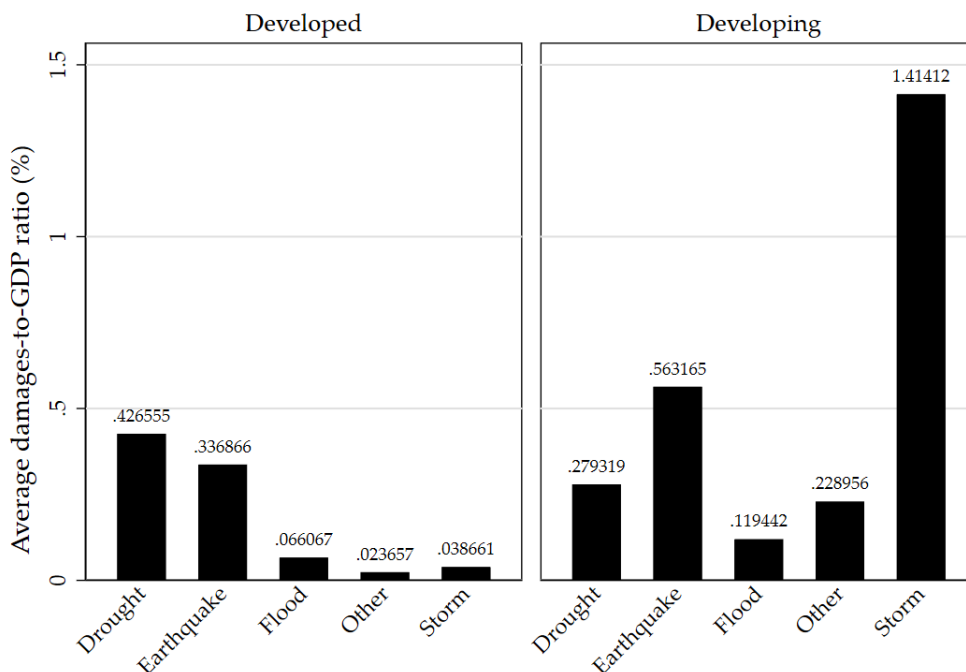 Developed
Developing
Average damages-to-GDP ratio (%)
1.5
1
.5
0
.426555
.336866
.066067
.023657
.038661
.279319
.563165
.119442
.228956
1.41412
Drought
Earthquake
Flood
Other
Storm
Drought
Earthquake
Flood
Other
Storm